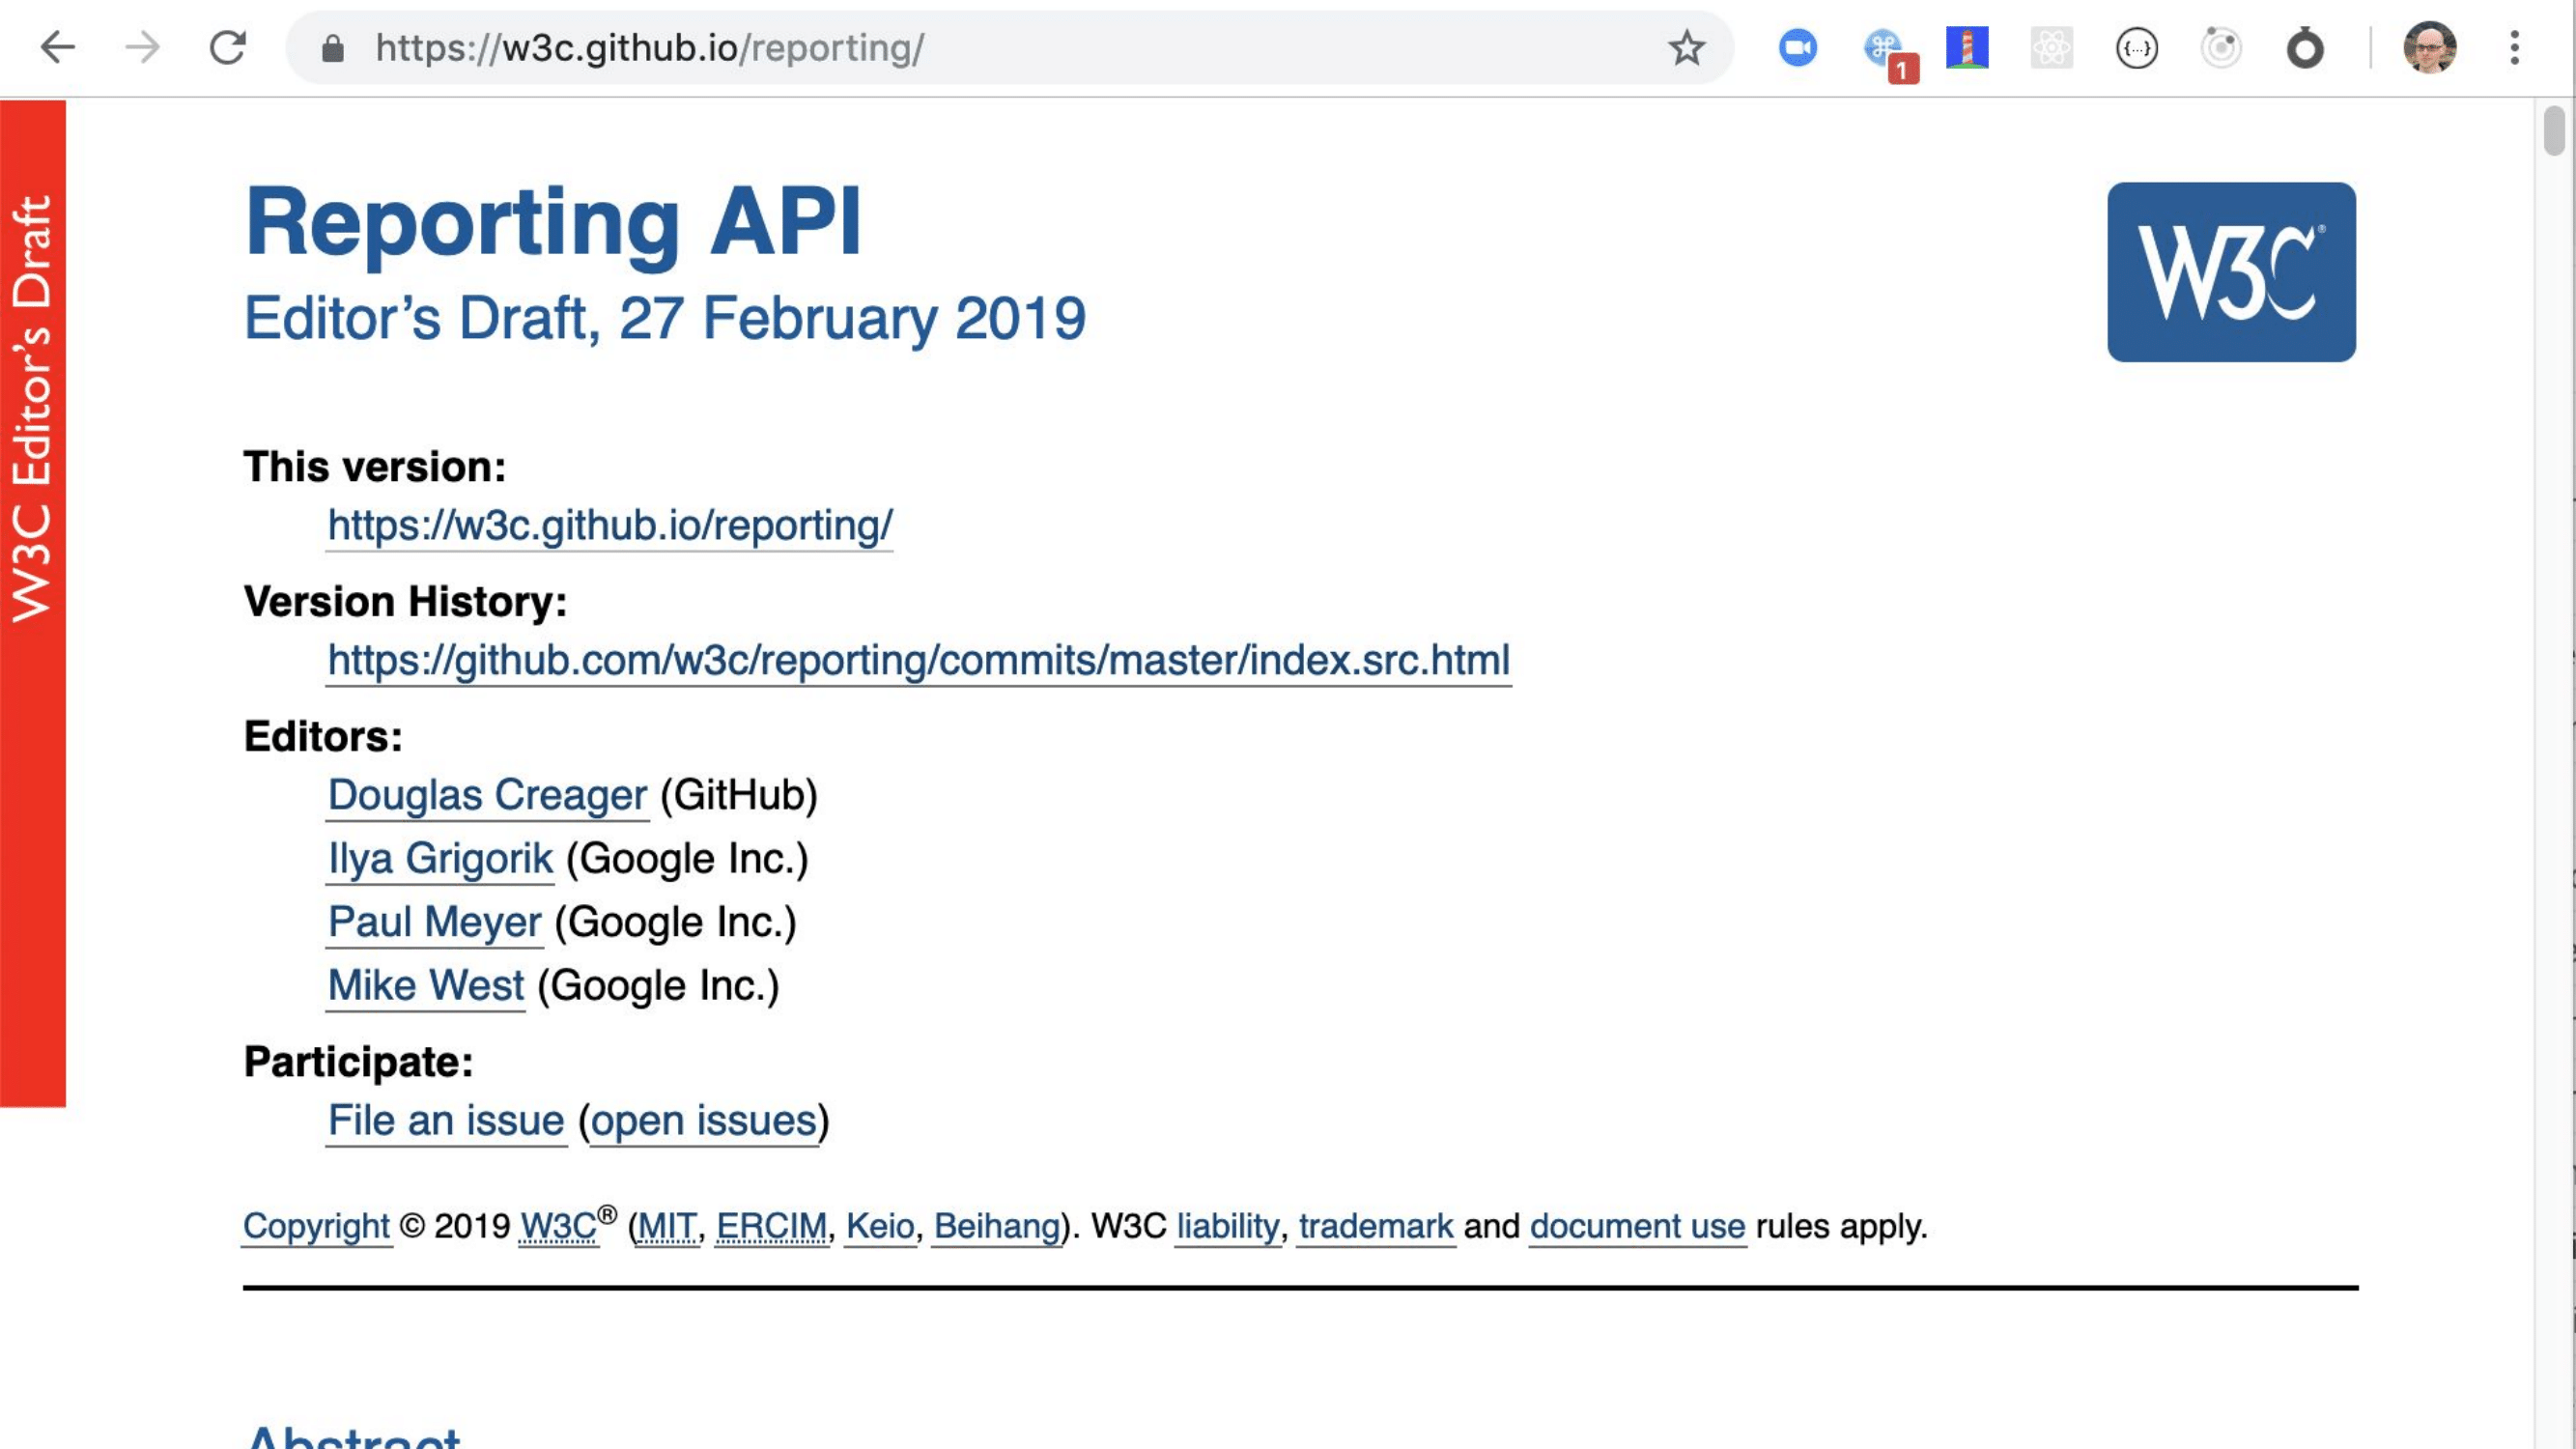 https://w3c.github.io/reporting/
1
W3C Editor's Draft
Reporting API
W3C®
Editor’s Draft, 27 February 2019
This version:
https://w3c.github.io/reporting/
Version History:
https://github.com/w3c/reporting/commits/master/index.src.html
Editors:
Douglas Creager (GitHub)
Ilya Grigorik (Google Inc.)
Paul Meyer (Google Inc.)
Mike West (Google Inc.)
Participate:
File an issue (open issues)
Copyright © 2019 W3C® (MIT, ERCIM, Keio, Beihang). W3C liability, trademark and document use rules apply.
Abstract